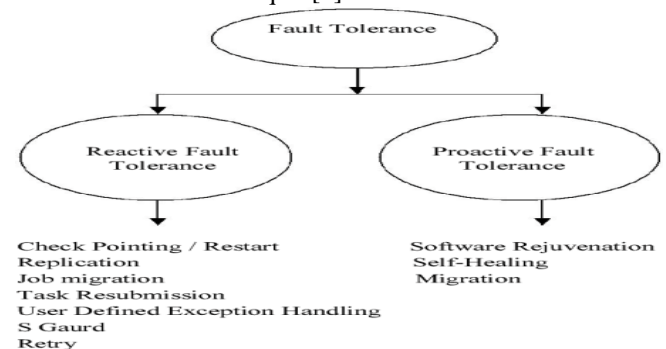 Fault Tolerance
Reactive Fault
Tolerance
Proactive Fault
Tolerance
Check Pointing / Restart
Replication
Job migration
Task Resubmission
User Defined Exception Handling
S Gaurd
Retry
Software Rejuvenation
Self-Healing
Migration